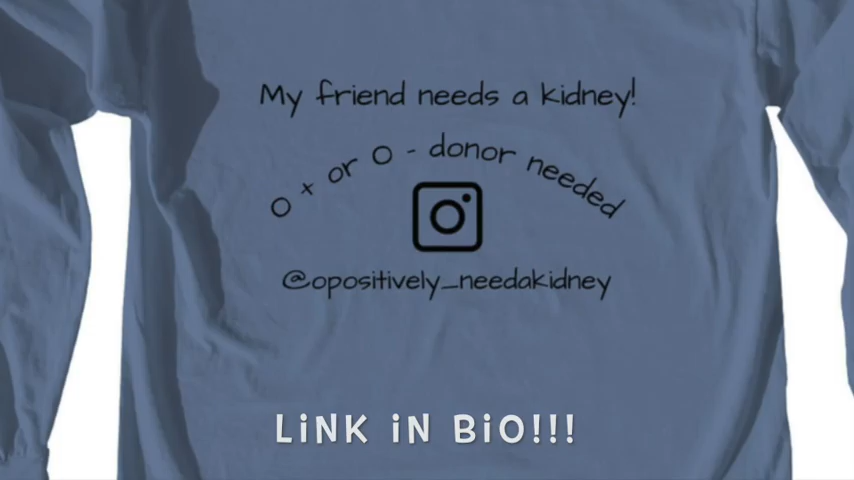 My friend needs a kidney!
O + or O - donor needed
@opositively_needakidney
LiNK iN BiO!!!